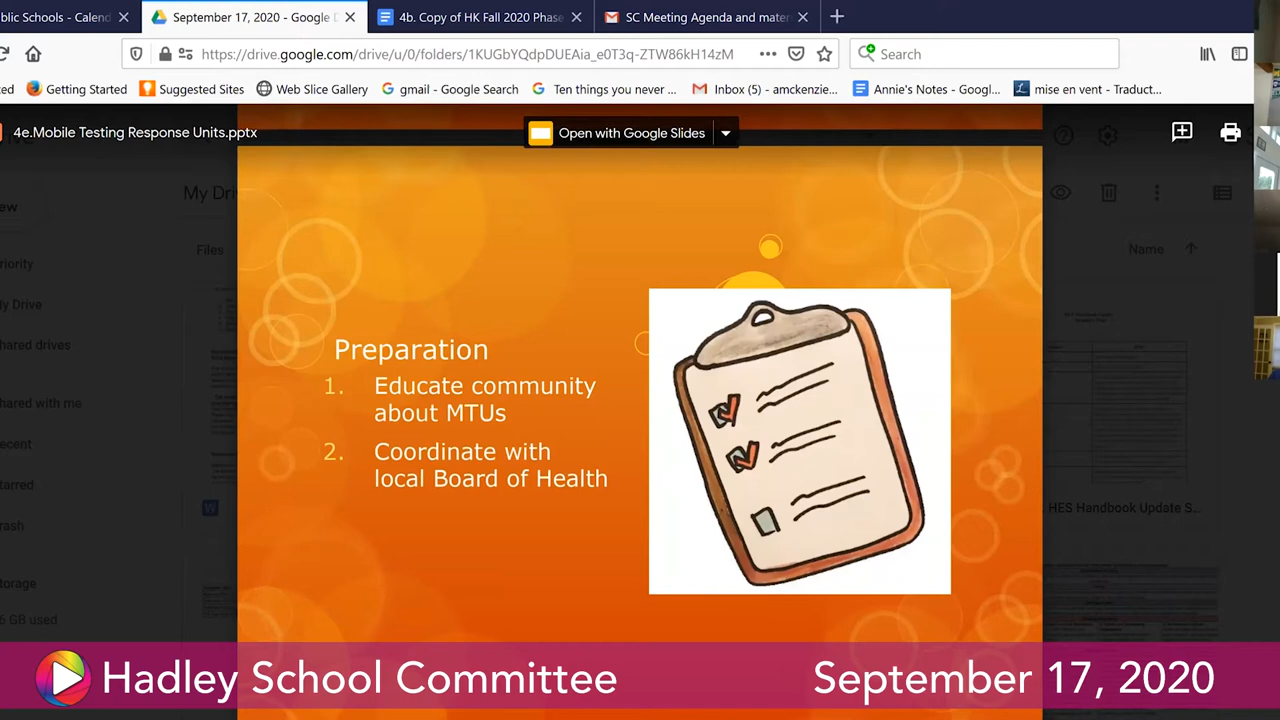 blic Schools - Calend
September 17, 2020 - Google D
4b. Copy of HK Fall 2020 Phase
SC Meeting Agenda and mater
https://drive.google.com/drive/u/0/folders/1KUGbYQdpDUEAia_e0T3q-ZTW86kH14zM
Search
ed
Getting Started
Suggested Sites
Web Slice Gallery
gmail - Google Search
Ten things you never ...
Inbox (5) - amckenzie...
Annie's Notes - Googl...
mise en vent - Traduct...
4e.Mobile Testing Response Units.pptx
Open with Google Slides
My Dri
ew
Files
Name
riority
y Drive
hared drives
hared with me
ecent
tarred
rash
torage
6 GB used
HES Handbook Update S...
Preparation
1. Educate community
about MTUs
2. Coordinate with
local Board of Health
Hadley School Committee
September 17, 2020